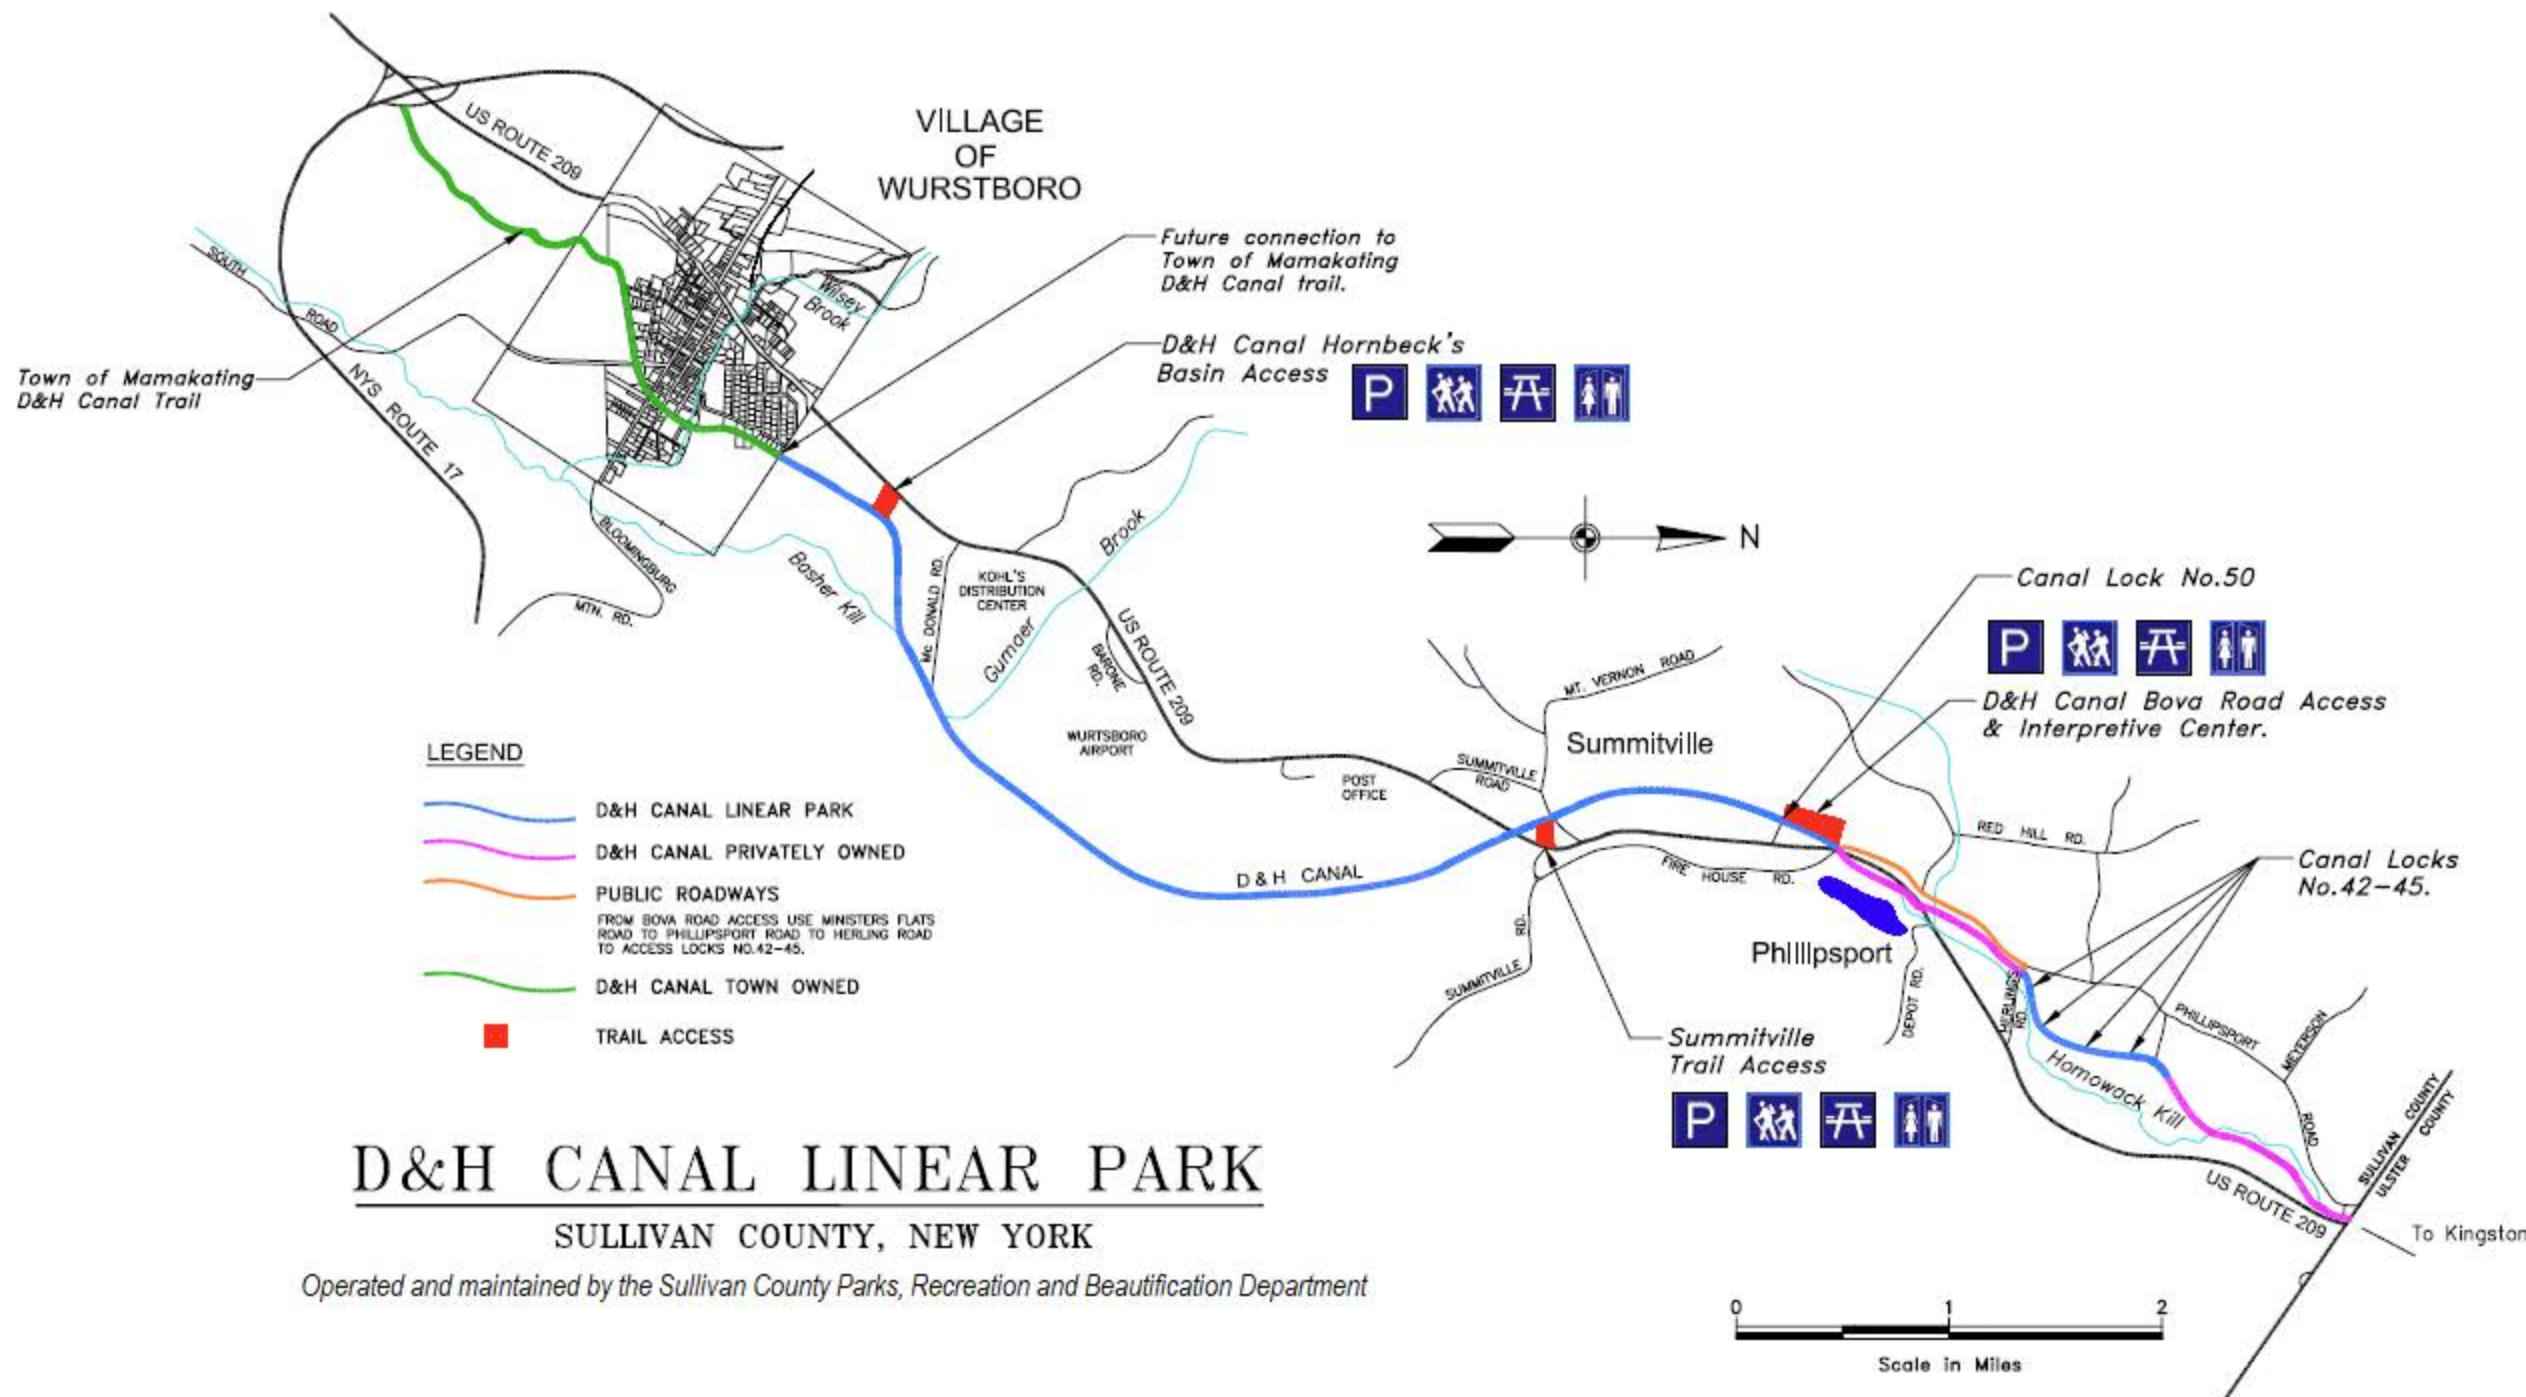 VILLAGE
OF
WURSTBORO
US ROUTE 209
Future connection to
Town of Mamakating
D&H Canal trail.
SOUTH
ROAD
Wilsey
Brook
D&H Canal Hornbeck's
Basin Access
P
Town of Mamakating
D&H Canal Trail
NYS ROUTE 17
BLOOMINGBURG
MTN. RD.
Basher Kill
Mc DONALD RD.
KOHL'S
DISTRIBUTION
CENTER
Gumaer Brook
BARONE
RD.
US ROUTE 209
WURTSBORO
AIRPORT
N
Canal Lock No.50
P
D&H Canal Bova Road Access
& Interpretive Center.
MT. VERNON ROAD
Summitville
SUMMITVILLE
ROAD
POST
OFFICE
D & H CANAL
FIRE HOUSE RD.
RED HILL RD.
Canal Locks
No.42-45.
Phillipsport
SUMMITVILLE RD.
DEPOT RD.
HERLINGS
RD.
PHILLIPSPORT
ROAD
MEYERSON
Homowack Kill
Summitville
Trail Access
P
SULLIVAN COUNTY
ULSTER COUNTY
US ROUTE 209
To Kingston
LEGEND
D&H CANAL LINEAR PARK
D&H CANAL PRIVATELY OWNED
PUBLIC ROADWAYS
FROM BOVA ROAD ACCESS USE MINISTERS FLATS
ROAD TO PHILLIPSPORT ROAD TO HERLING ROAD
TO ACCESS LOCKS NO.42-45.
D&H CANAL TOWN OWNED
TRAIL ACCESS
D&H CANAL LINEAR PARK
SULLIVAN COUNTY, NEW YORK
Operated and maintained by the Sullivan County Parks, Recreation and Beautification Department
0 1 2
Scale in Miles